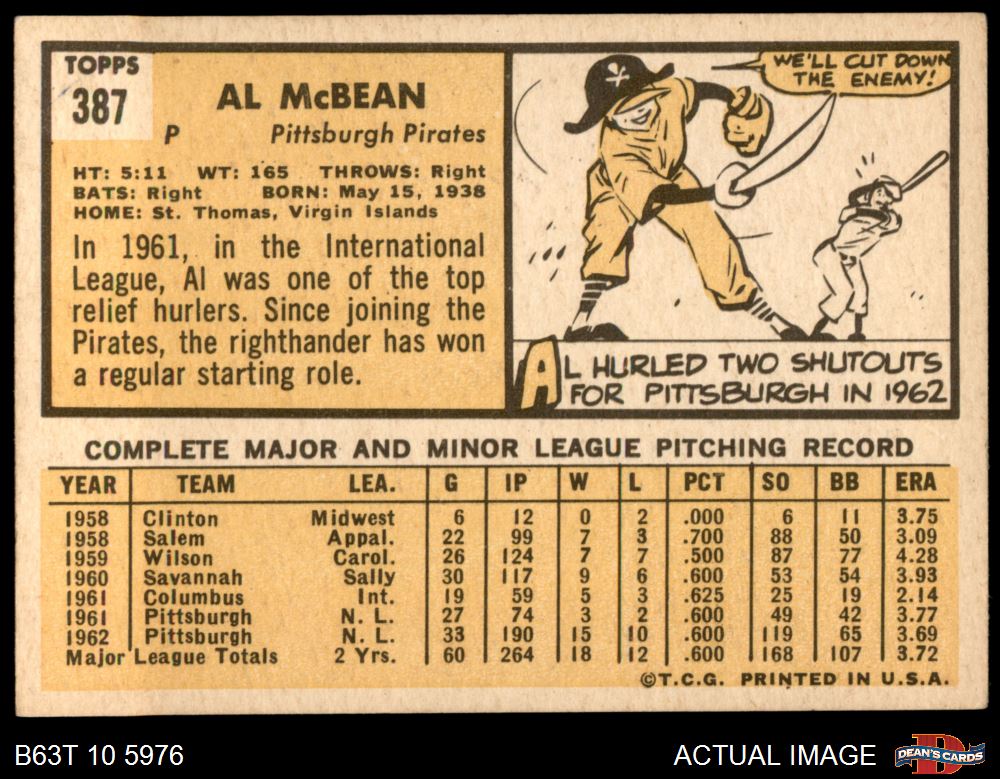 TOPPS
387
AL McBEAN
P Pittsburgh Pirates
HT: 5:11 WT: 165 THROWS: Right
BATS: Right BORN: May 15, 1938
HOME: St. Thomas, Virgin Islands
In 1961, in the International
League, Al was one of the top
relief hurlers. Since joining the
Pirates, the righthander has won
a regular starting role.
WE'LL CUT DOWN
THE ENEMY!
AL HURLED TWO SHUTOUTS
FOR PITTSBURGH IN 1962
COMPLETE MAJOR AND MINOR LEAGUE PITCHING RECORD
YEAR TEAM LEA. G IP W L PCT SO BB ERA
1958 Clinton Midwest 6 12 0 2 .000 6 11 3.75
1958 Salem Appal. 22 99 7 3 .700 88 50 3.09
1959 Wilson Carol. 26 124 7 7 .500 87 77 4.28
1960 Savannah Sally 30 117 9 6 .600 53 54 3.93
1961 Columbus Int. 19 59 5 3 .625 25 19 2.14
1961 Pittsburgh N. L. 27 74 3 2 .600 49 42 3.77
1962 Pittsburgh N. L. 33 190 15 10 .600 119 65 3.69
Major League Totals 2 Yrs. 60 264 18 12 .600 168 107 3.72
©T.C.G. PRINTED IN U.S.A.
B63T 10 5976 ACTUAL IMAGE DEAN'S CARDS